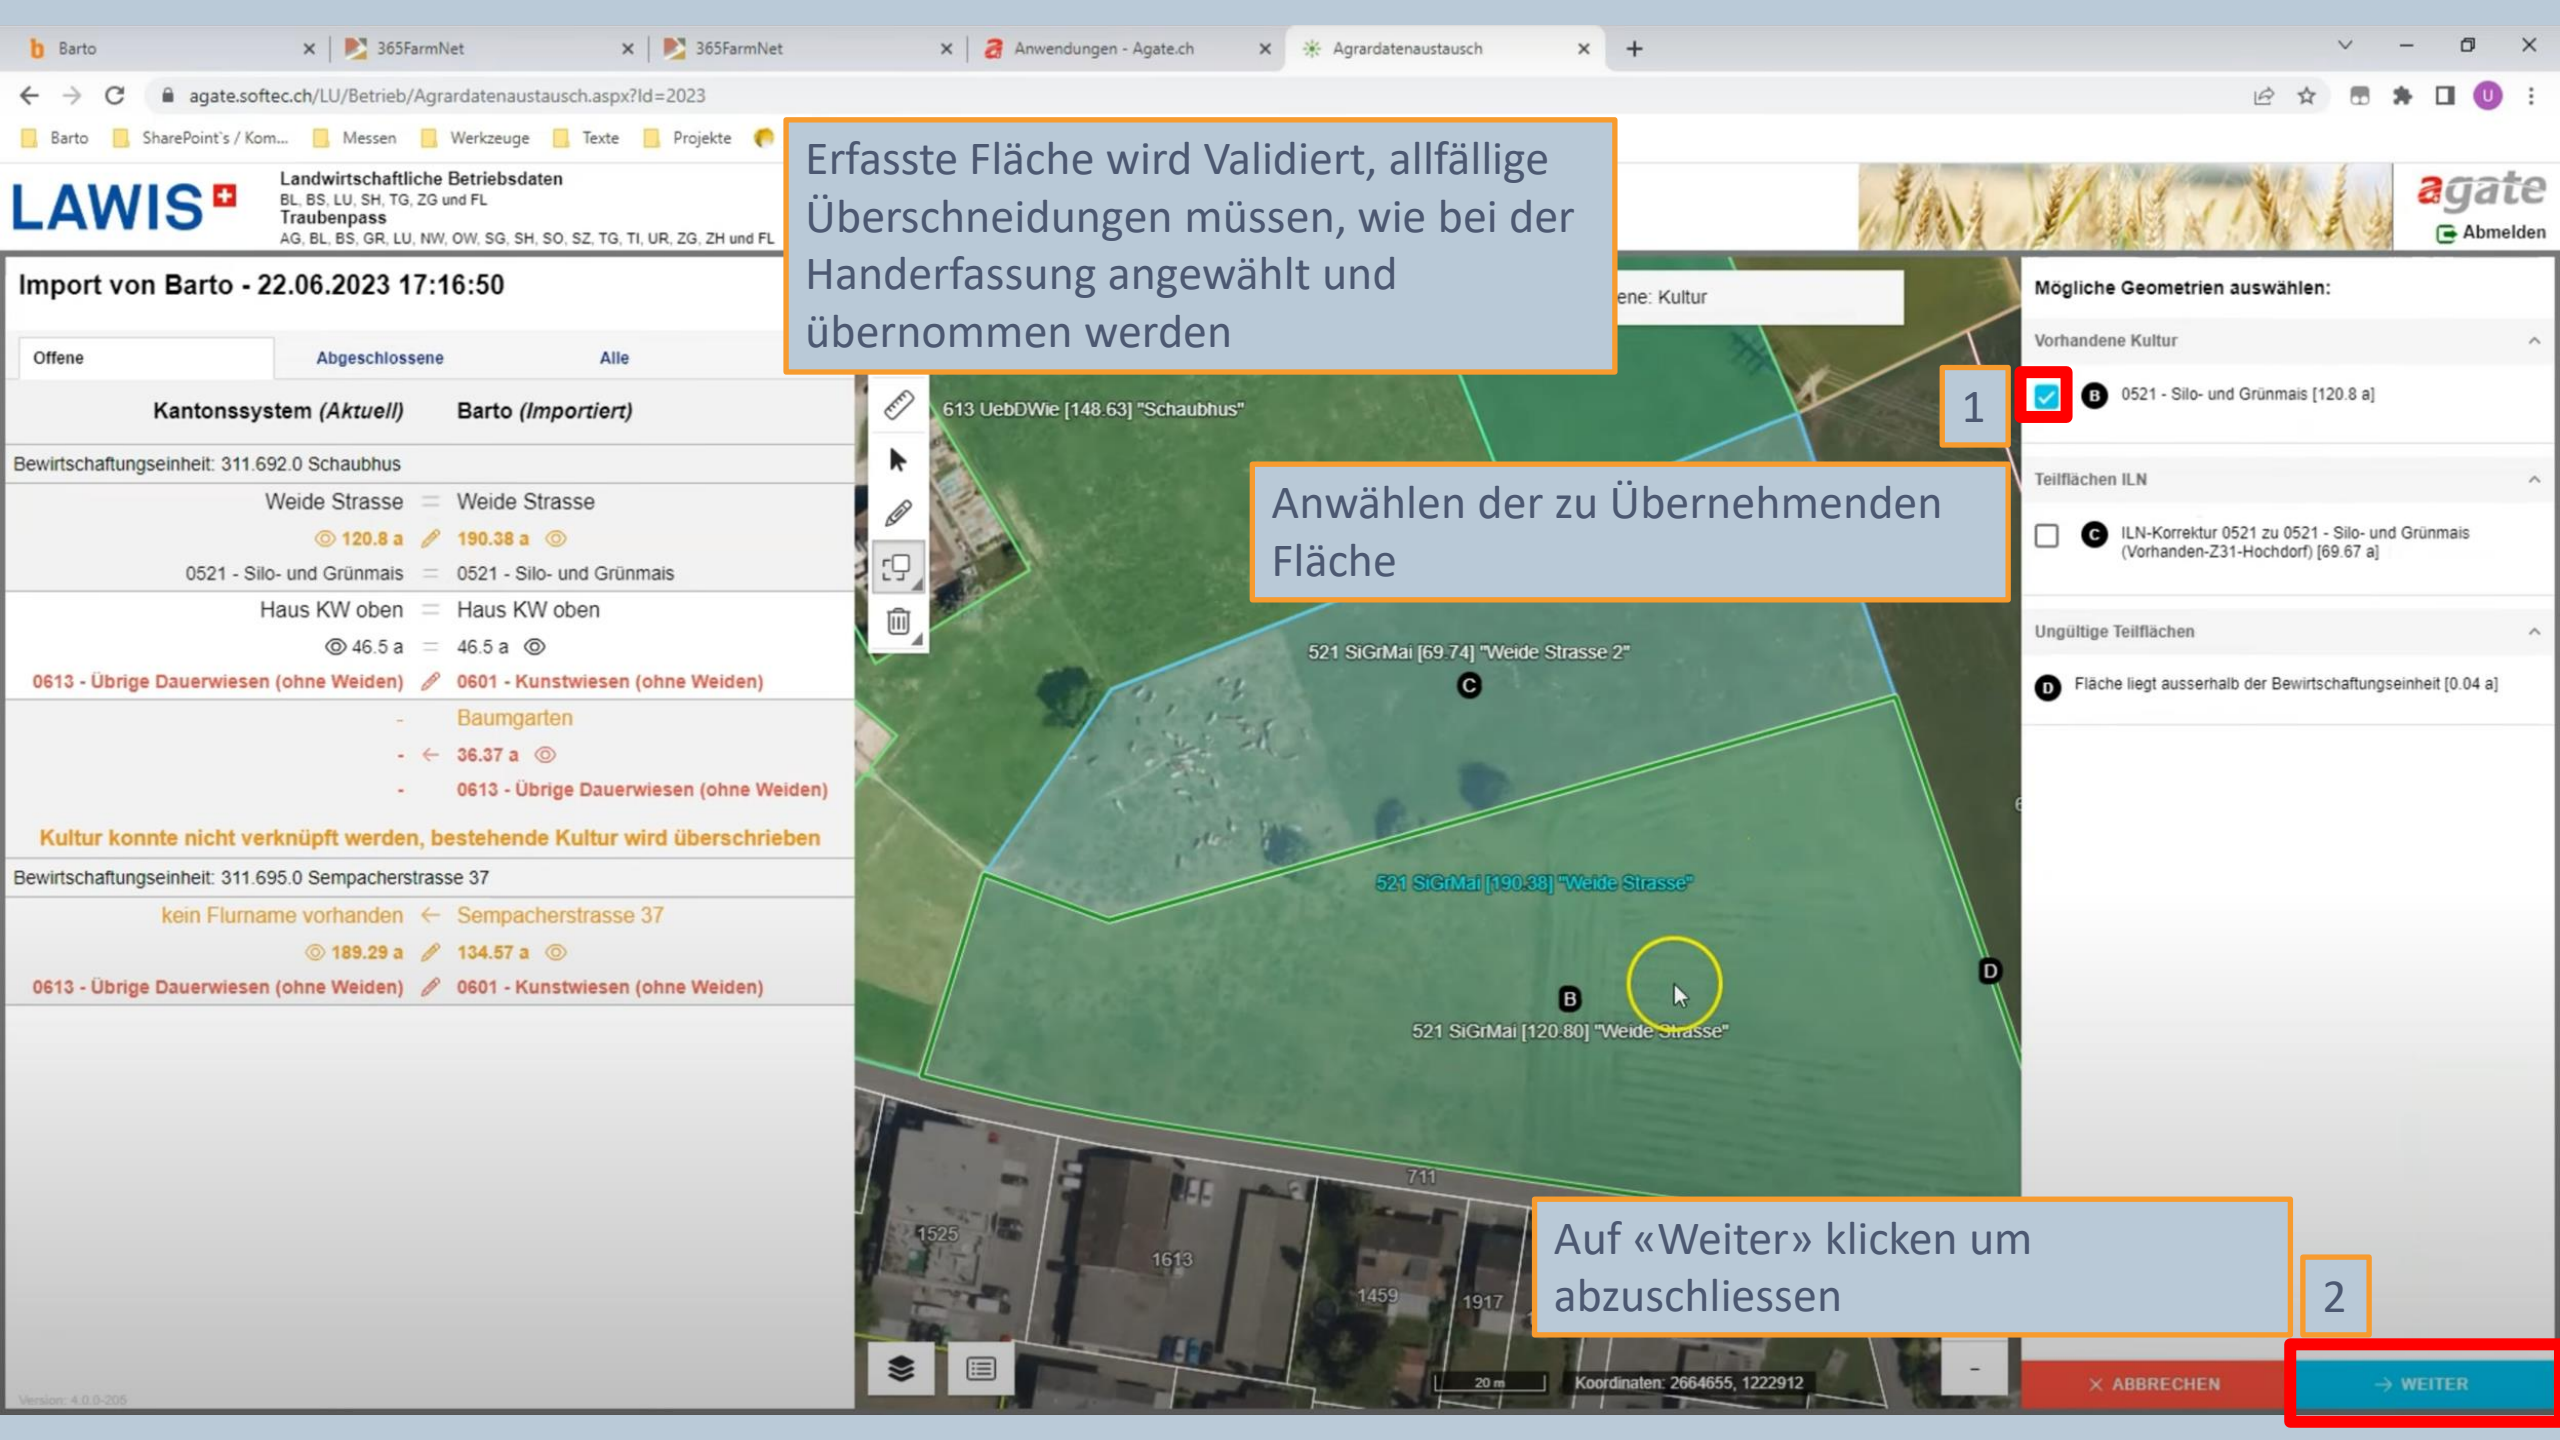 Barto
365FarmNet
365FarmNet
Anwendungen - Agate.ch
Agrardatenaustausch
agate.softec.ch/LU/Betrieb/Agrardatenaustausch.aspx?Id=2023
Barto
SharePoint`s / Kom...
Messen
Werkzeuge
Texte
Projekte
U
LAWIS
Landwirtschaftliche Betriebsdaten
BL, BS, LU, SH, TG, ZG und FL
Traubenpass
AG, BL, BS, GR, LU, NW, OW, SG, SH, SO, SZ, TG, TI, UR, ZG, ZH und FL
Erfasste Fläche wird Validiert, allfällige
Überschneidungen müssen, wie bei der
Handerfassung angewählt und
übernommen werden
agate
Abmelden
Import von Barto - 22.06.2023 17:16:50
Offene
Abgeschlossene
Alle
Kantonssystem (Aktuell) Barto (Importiert)
Bewirtschaftungseinheit: 311.692.0 Schaubhus
Weide Strasse = Weide Strasse
120.8 a 190.38 a
0521 - Silo- und Grünmais = 0521 - Silo- und Grünmais
Haus KW oben = Haus KW oben
46.5 a = 46.5 a
0613 - Übrige Dauerwiesen (ohne Weiden) 0601 - Kunstwiesen (ohne Weiden)
- Baumgarten
- ← 36.37 a
- 0613 - Übrige Dauerwiesen (ohne Weiden)
Kultur konnte nicht verknüpft werden, bestehende Kultur wird überschrieben
Bewirtschaftungseinheit: 311.695.0 Sempacherstrasse 37
kein Flurname vorhanden ← Sempacherstrasse 37
189.29 a 134.57 a
0613 - Übrige Dauerwiesen (ohne Weiden) 0601 - Kunstwiesen (ohne Weiden)
Version: 4.0.0-205
ene: Kultur
613 UebDWie [148.63] "Schaubhus"
1
Anwählen der zu Übernehmenden
Fläche
521 SiGrMai [69.74] "Weide Strasse 2"
C
521 SiGrMai [190.38] "Weide Strasse"
B
D
521 SiGrMai [120.80] "Weide Strasse"
711
1525
1613
1459
1917
20 m
Koordinaten: 2664655, 1222912
Auf «Weiter» klicken um
abzuschliessen
2
Mögliche Geometrien auswählen:
Vorhandene Kultur
B 0521 - Silo- und Grünmais [120.8 a]
Teilflächen ILN
C ILN-Korrektur 0521 zu 0521 - Silo- und Grünmais
(Vorhanden-Z31-Hochdorf) [69.67 a]
Ungültige Teilflächen
D Fläche liegt ausserhalb der Bewirtschaftungseinheit [0.04 a]
ABBRECHEN
WEITER